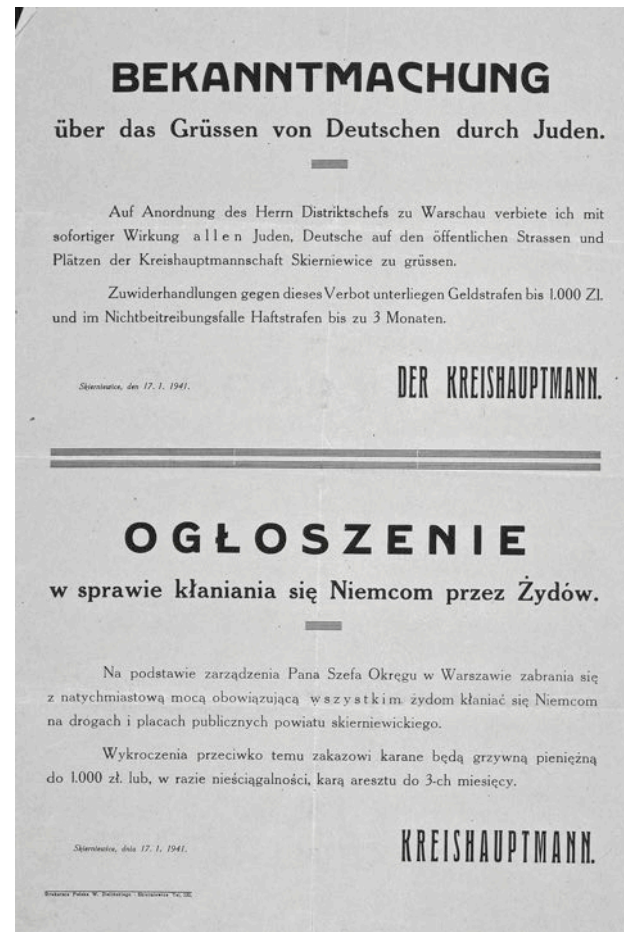 BEKANNTMACHUNG
über das Grüssen von Deutschen durch Juden.
Auf Anordnung des Herrn Distriktschefs zu Warschau verbiete ich mit
sofortiger Wirkung allen Juden, Deutsche auf den öffentlichen Strassen und
Plätzen der Kreishauptmannschaft Skierniewice zu grüssen.
Zuwiderhandlungen gegen dieses Verbot unterliegen Geldstrafen bis 1.000 Zl.
und im Nichtbeitreibungsfalle Haftstrafen bis zu 3 Monaten.
Skierniewice, den 17. 1. 1941.
DER KREISHAUPTMANN.
OGŁOSZENIE
w sprawie kłaniania się Niemcom przez Żydów.
Na podstawie zarządzenia Pana Szefa Okręgu w Warszawie zabrania się
z natychmiastową mocą obowiązującą wszystkim żydom kłaniać się Niemcom
na drogach i placach publicznych powiatu skierniewickiego.
Wykroczenia przeciwko temu zakazowi karane będą grzywną pieniężną
do 1.000 zł. lub, w razie nieściągalności, karą aresztu do 3-ch miesięcy.
Skierniewice, dnia 17. 1. 1941.
KREISHAUPTMANN.
Drukarnia Polska Skierniewice Tel.